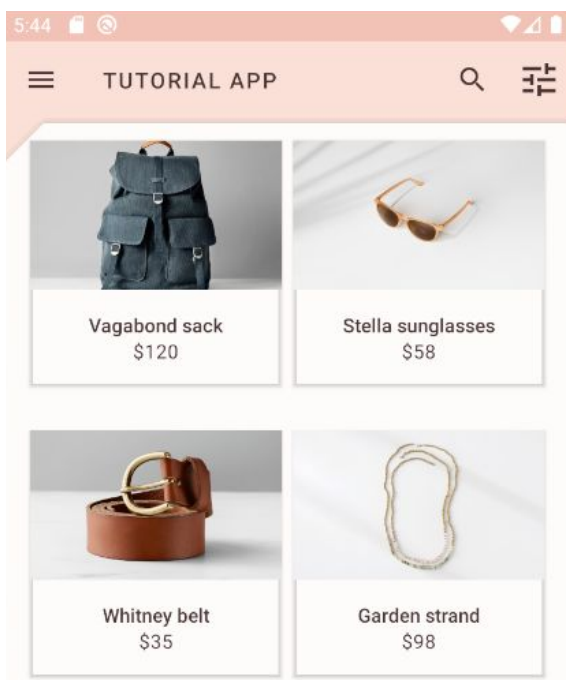 5:44
TUTORIAL APP
Vagabond sack
$120
Stella sunglasses
$58
Whitney belt
$35
Garden strand
$98